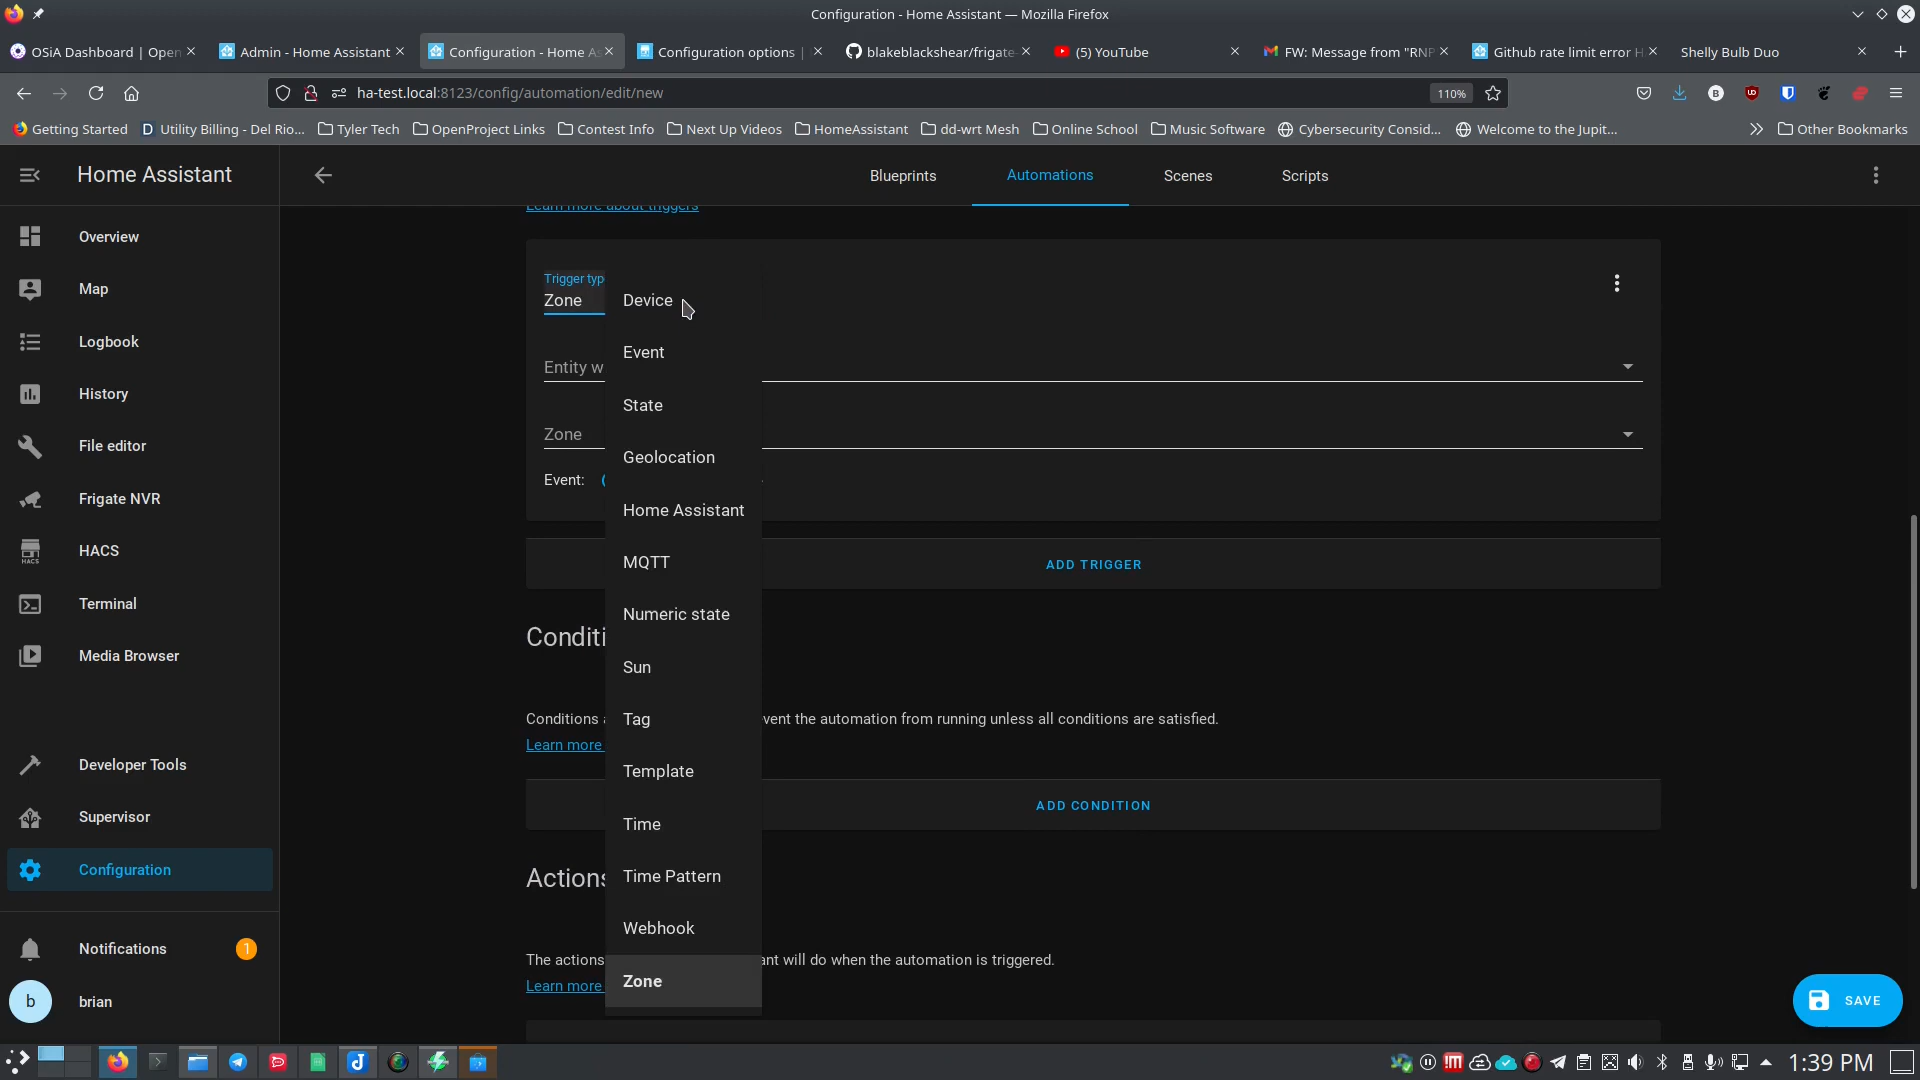 Configuration - Home Assistant — Mozilla Firefox
OSiA Dashboard | Open
Admin - Home Assistant
Configuration - Home As
Configuration options |
blakeblackshear/frigate-
(5) YouTube
FW: Message from "RNP
Github rate limit error H
Shelly Bulb Duo
ha-test.local:8123/config/automation/edit/new
110%
Getting Started
Utility Billing - Del Rio...
Tyler Tech
OpenProject Links
Contest Info
Next Up Videos
HomeAssistant
dd-wrt Mesh
Online School
Music Software
Cybersecurity Consid...
Welcome to the Jupit...
Other Bookmarks
Home Assistant
Blueprints
Automations
Scenes
Scripts
Overview
Map
Logbook
History
File editor
Frigate NVR
HACS
HACS
Terminal
Media Browser
Developer Tools
Supervisor
Configuration
Notifications
1
b
brian
Learn more about triggers
Trigger typ
Zone
Entity w
Zone
Event:
Device
Event
State
Geolocation
Home Assistant
MQTT
Numeric state
Sun
Tag
Template
Time
Time Pattern
Webhook
Zone
ADD TRIGGER
Conditi
Conditions
vent the automation from running unless all conditions are satisfied.
Learn more
ADD CONDITION
Actions
The actions
ant will do when the automation is triggered.
Learn more
SAVE
1:39 PM